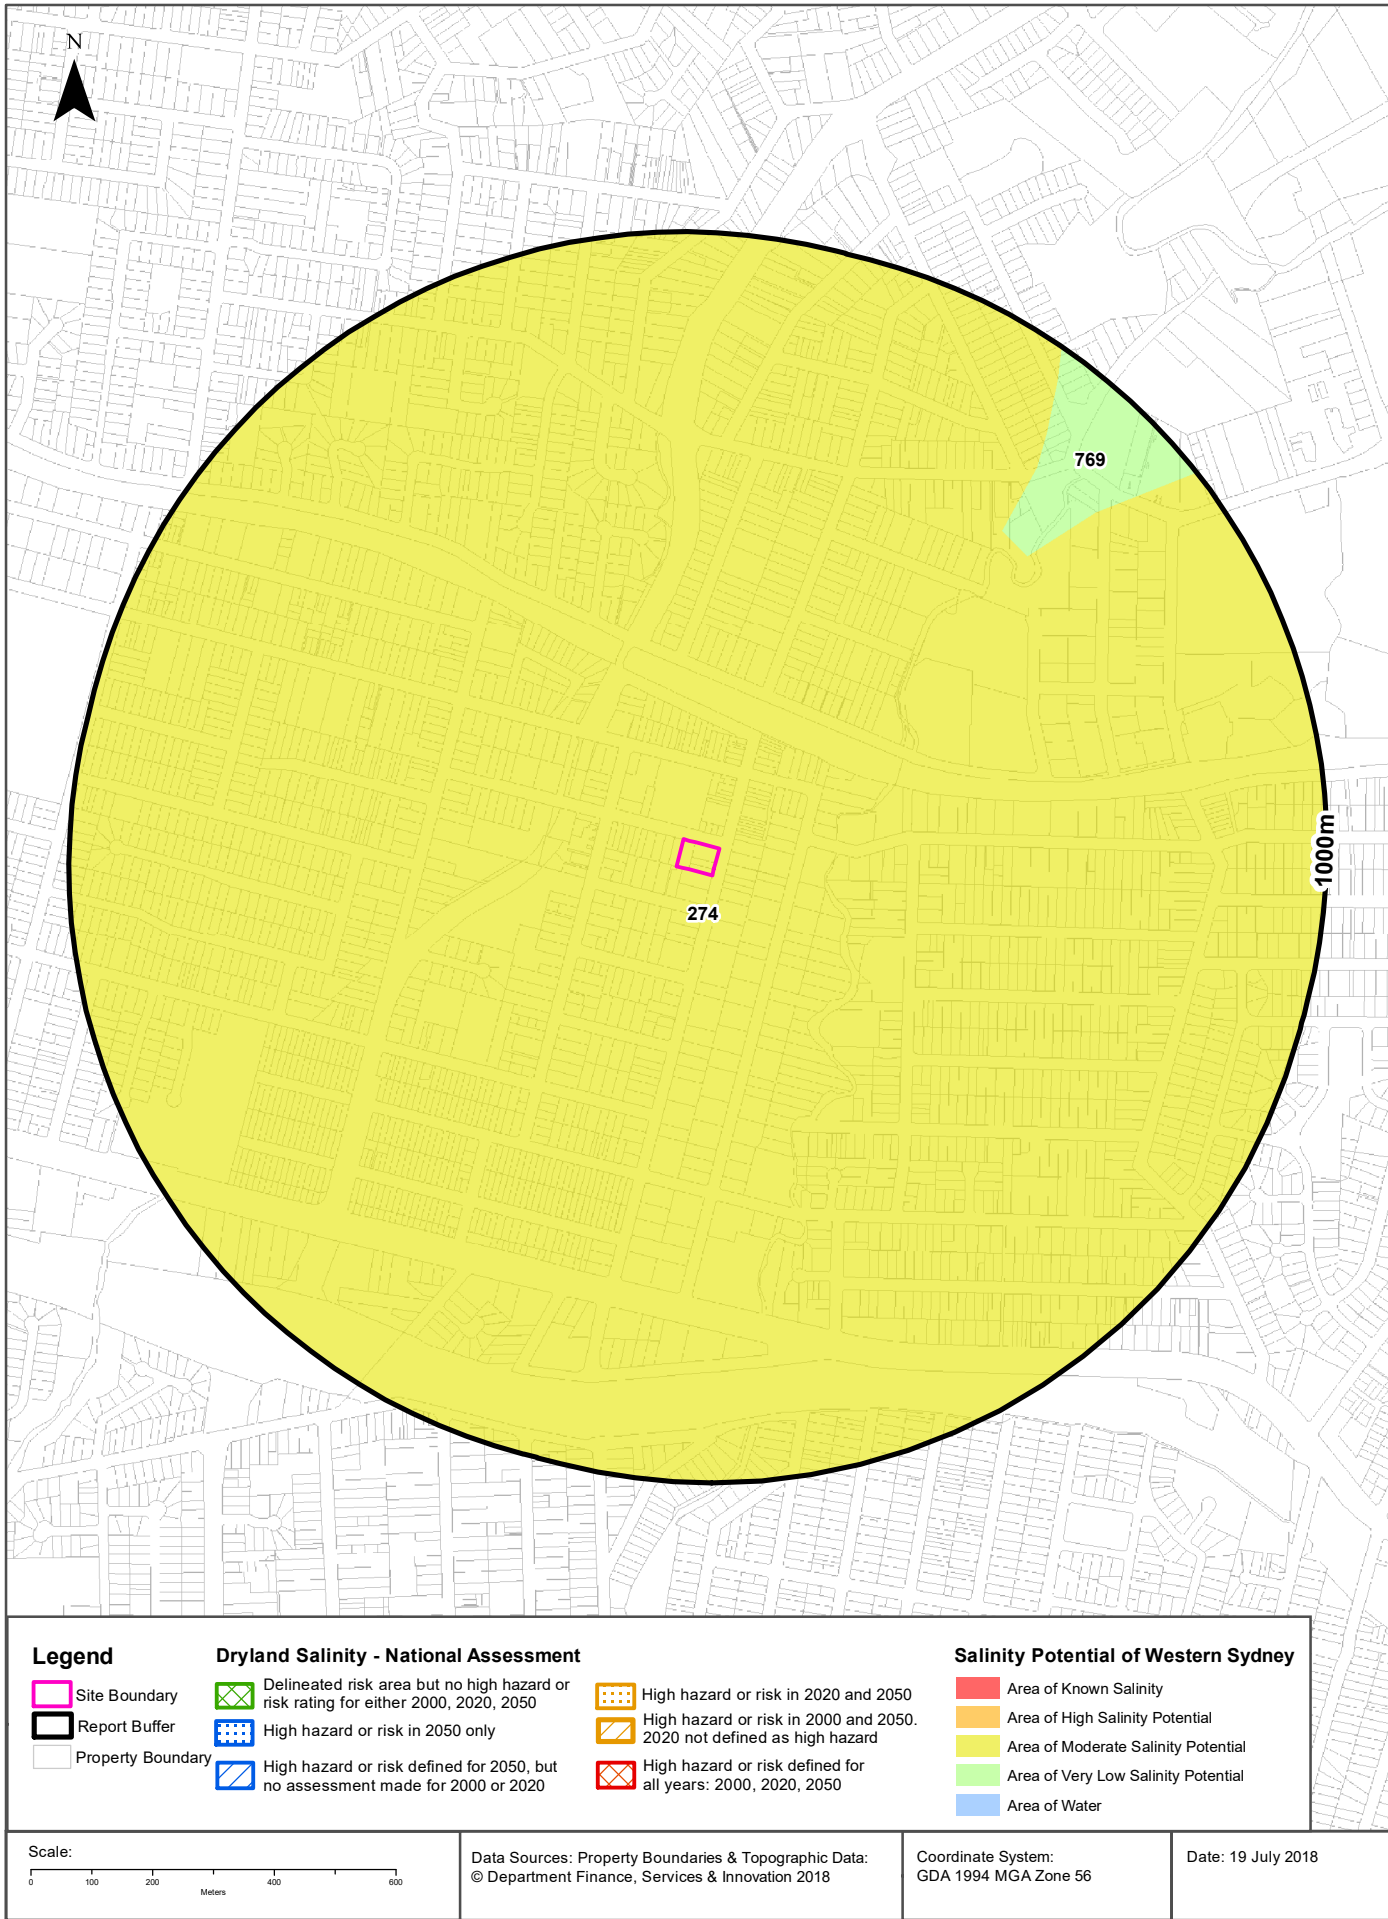 N
769
1000m
274
Legend
Site Boundary
Report Buffer
Property Boundary
Dryland Salinity - National Assessment
Delineated risk area but no high hazard or
risk rating for either 2000, 2020, 2050
High hazard or risk in 2050 only
High hazard or risk defined for 2050, but
no assessment made for 2000 or 2020
High hazard or risk in 2020 and 2050
High hazard or risk in 2000 and 2050.
2020 not defined as high hazard
High hazard or risk defined for
all years: 2000, 2020, 2050
Salinity Potential of Western Sydney
Area of Known Salinity
Area of High Salinity Potential
Area of Moderate Salinity Potential
Area of Very Low Salinity Potential
Area of Water
Scale:
0 100 200 400 600
Meters
Data Sources: Property Boundaries & Topographic Data:
© Department Finance, Services & Innovation 2018
Coordinate System:
GDA 1994 MGA Zone 56
Date: 19 July 2018